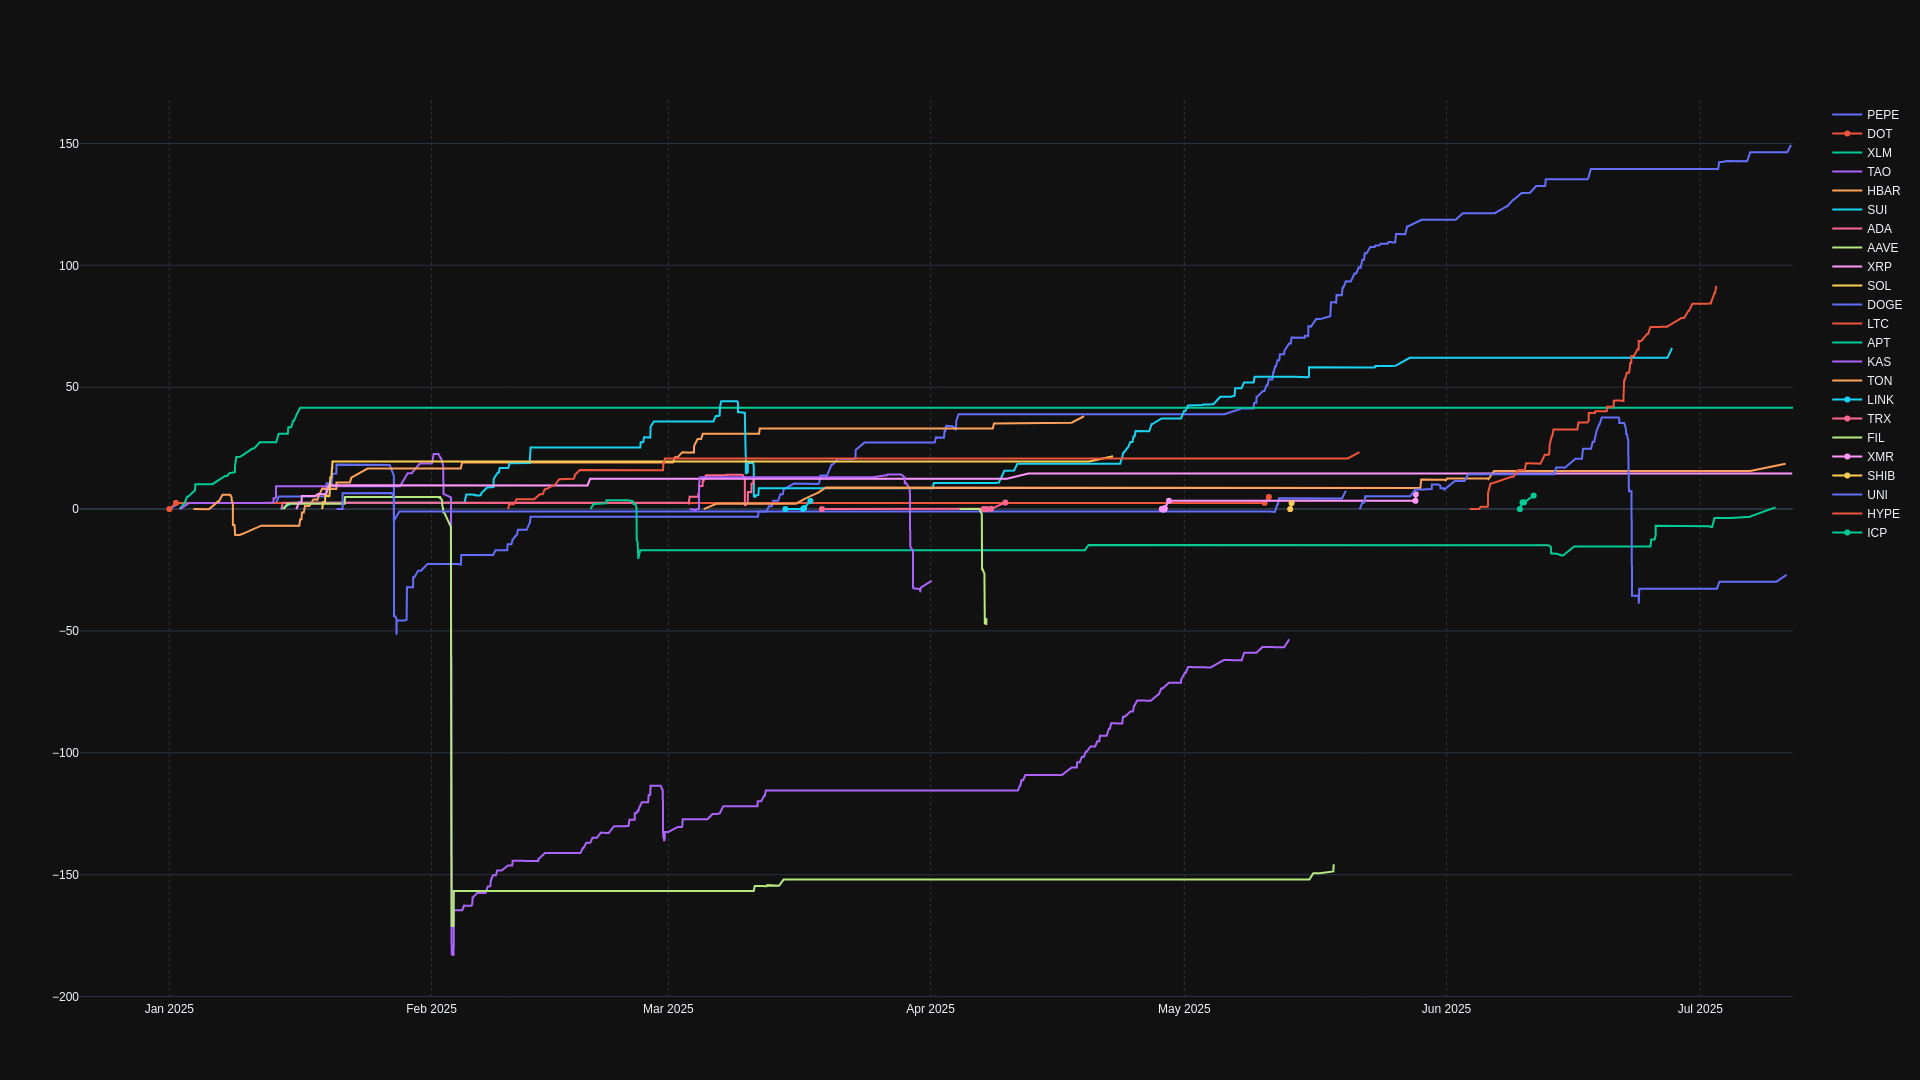 150
100
50
0
−50
−100
−150
−200
Jan 2025
Feb 2025
Mar 2025
Apr 2025
May 2025
Jun 2025
Jul 2025
PEPE
DOT
XLM
TAO
HBAR
SUI
ADA
AAVE
XRP
SOL
DOGE
LTC
APT
KAS
TON
LINK
TRX
FIL
XMR
SHIB
UNI
HYPE
ICP